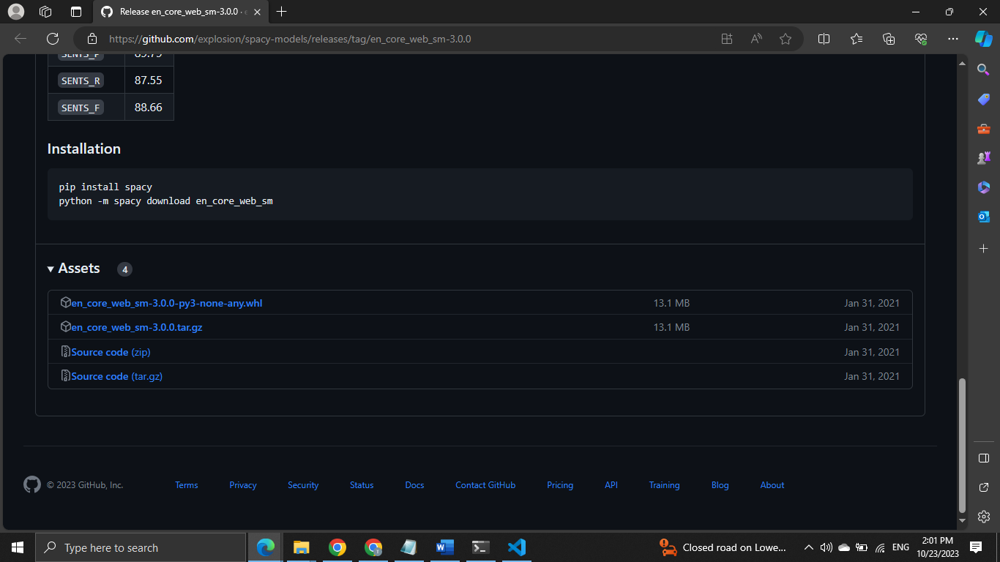 Release en_core_web_sm-3.0.0 ·
https://github.com/explosion/spacy-models/releases/tag/en_core_web_sm-3.0.0
SENTS_P 89.79
SENTS_R 87.55
SENTS_F 88.66
Installation
pip install spacy
python -m spacy download en_core_web_sm
Assets 4
en_core_web_sm-3.0.0-py3-none-any.whl 13.1 MB Jan 31, 2021
en_core_web_sm-3.0.0.tar.gz 13.1 MB Jan 31, 2021
Source code (zip) Jan 31, 2021
Source code (tar.gz) Jan 31, 2021
© 2023 GitHub, Inc. Terms Privacy Security Status Docs Contact GitHub Pricing API Training Blog About
Type here to search
Closed road on Lowe...
ENG
2:01 PM
10/23/2023